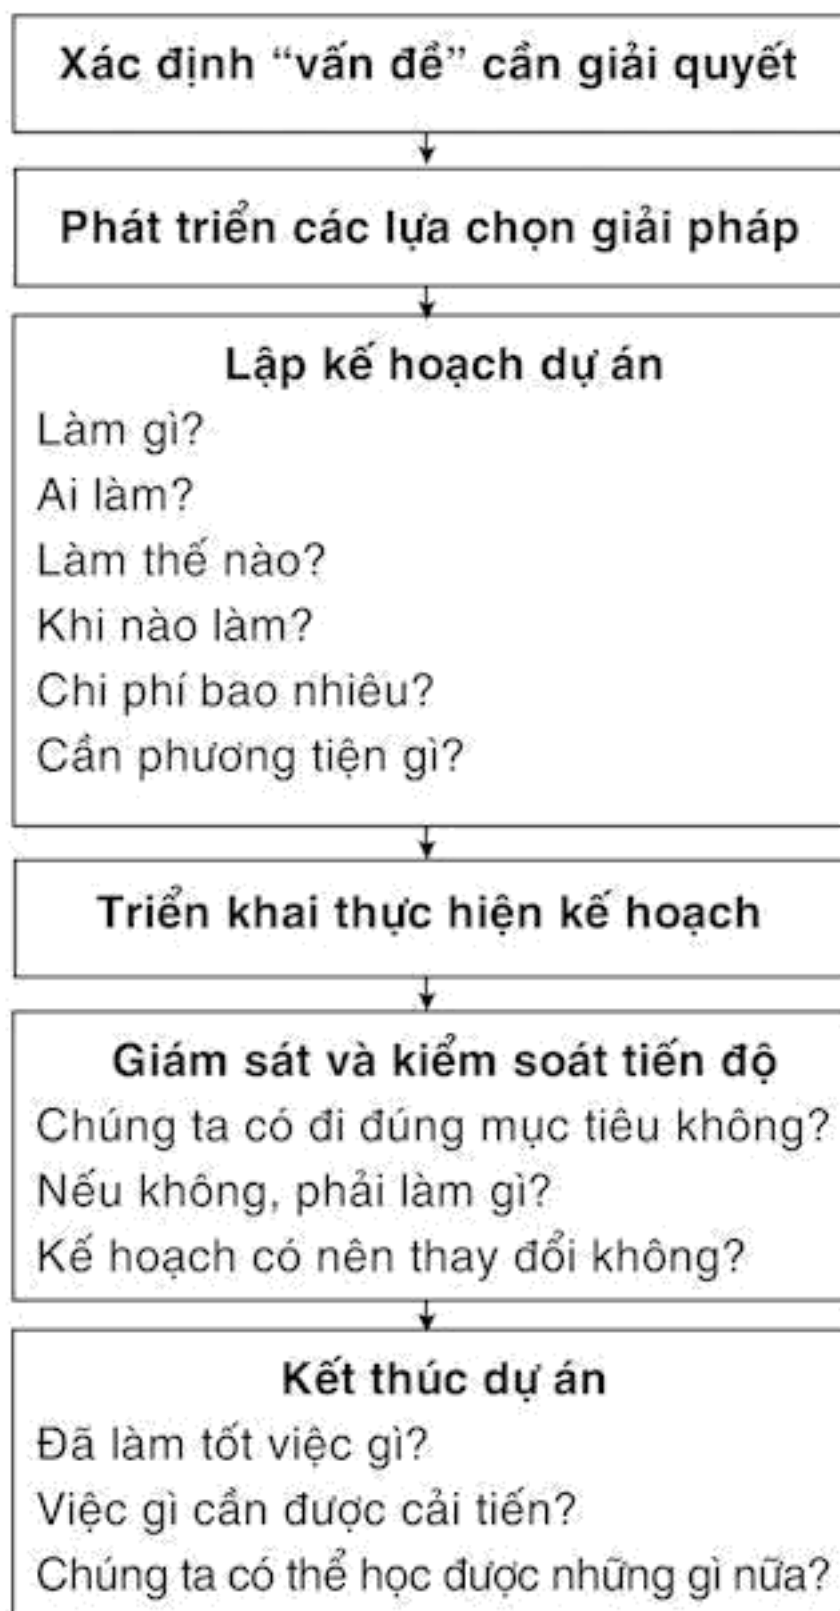 Xác định “vấn đề” cần giải quyết
Phát triển các lựa chọn giải pháp
Lập kế hoạch dự án
Làm gì?
Ai làm?
Làm thế nào?
Khi nào làm?
Chi phí bao nhiêu?
Cần phương tiện gì?
Triển khai thực hiện kế hoạch
Giám sát và kiểm soát tiến độ
Chúng ta có đi đúng mục tiêu không?
Nếu không, phải làm gì?
Kế hoạch có nên thay đổi không?
Kết thúc dự án
Đã làm tốt việc gì?
Việc gì cần được cải tiến?
Chúng ta có thể học được những gì nữa?